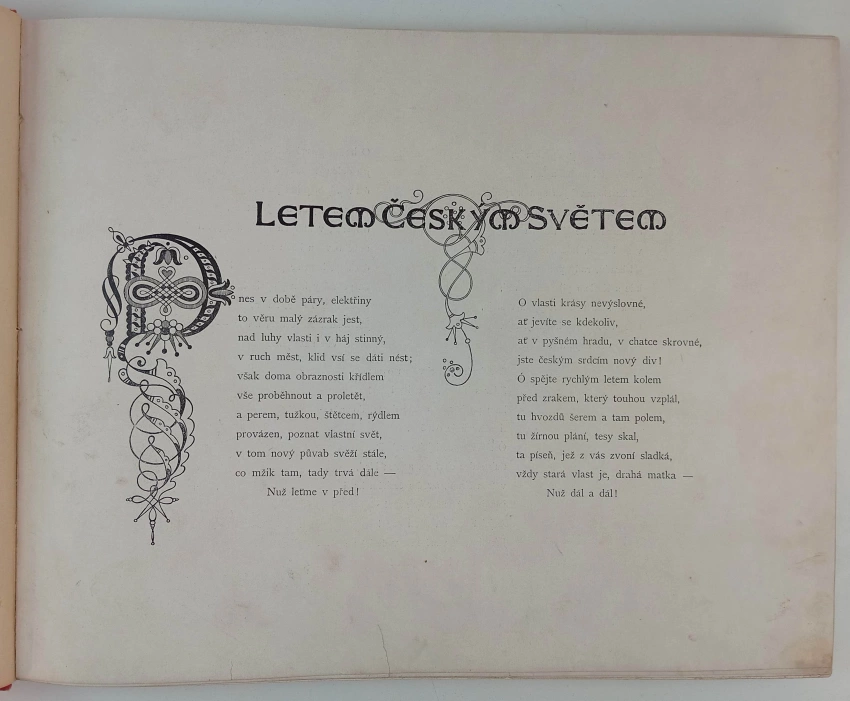 LETEM ČESKÝM SVĚTEM
Dnes v době páry, elektřiny
to věru malý zázrak jest,
nad luhy vlasti i v háj stinný,
v ruch měst, klid vsí se dáti nést;
však doma obraznosti křídlem
vše proběhnout a proletět,
a perem, tužkou, štětcem, rýdlem
provázen, poznat vlastní svět,
v tom nový půvab svěží stále,
co mžik tam, tady trvá dále —
Nuž leťme v před!
O vlasti krásy nevýslovné,
ať jevíte se kdekoliv,
ať v pyšném hradu, v chatce skrovné,
jste českým srdcím nový div!
Ó spějte rychlým letem kolem
před zrakem, který touhou vzplál,
tu hvozdů šerem a tam polem,
tu žírnou plání, tesy skal,
ta píseň, jež z vás zvoní sladká,
vždy stará vlast je, drahá matka —
Nuž dál a dál!